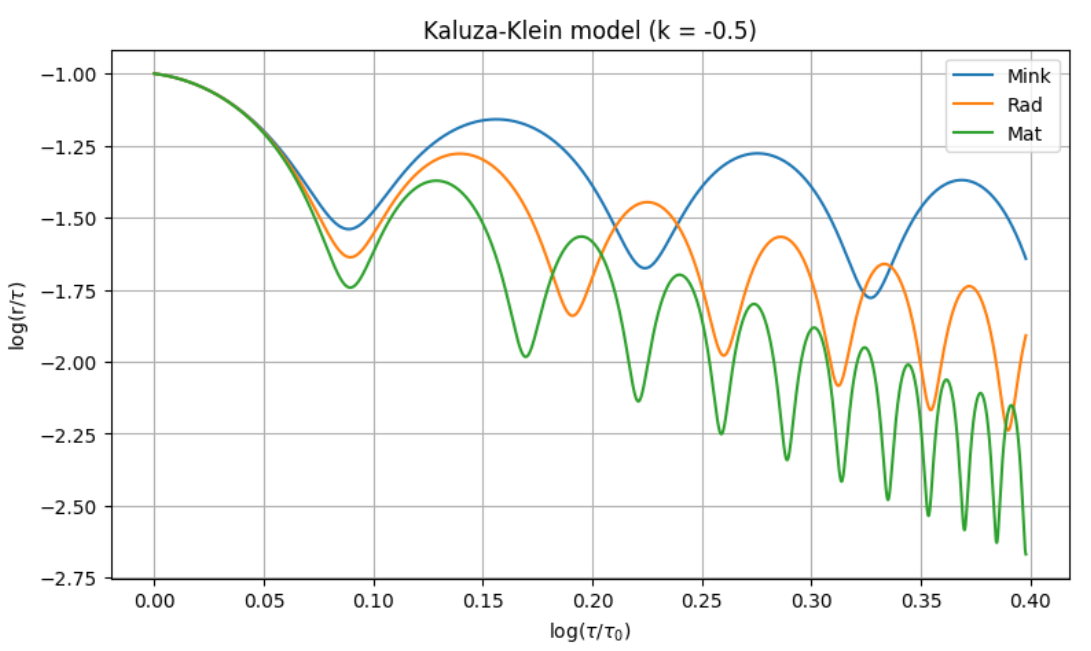 Kaluza-Klein model (k = -0.5)
Mink
Rad
Mat
log(r/τ)
−1.00
−1.25
−1.50
−1.75
−2.00
−2.25
−2.50
−2.75
0.00 0.05 0.10 0.15 0.20 0.25 0.30 0.35 0.40
log(τ/τ₀)